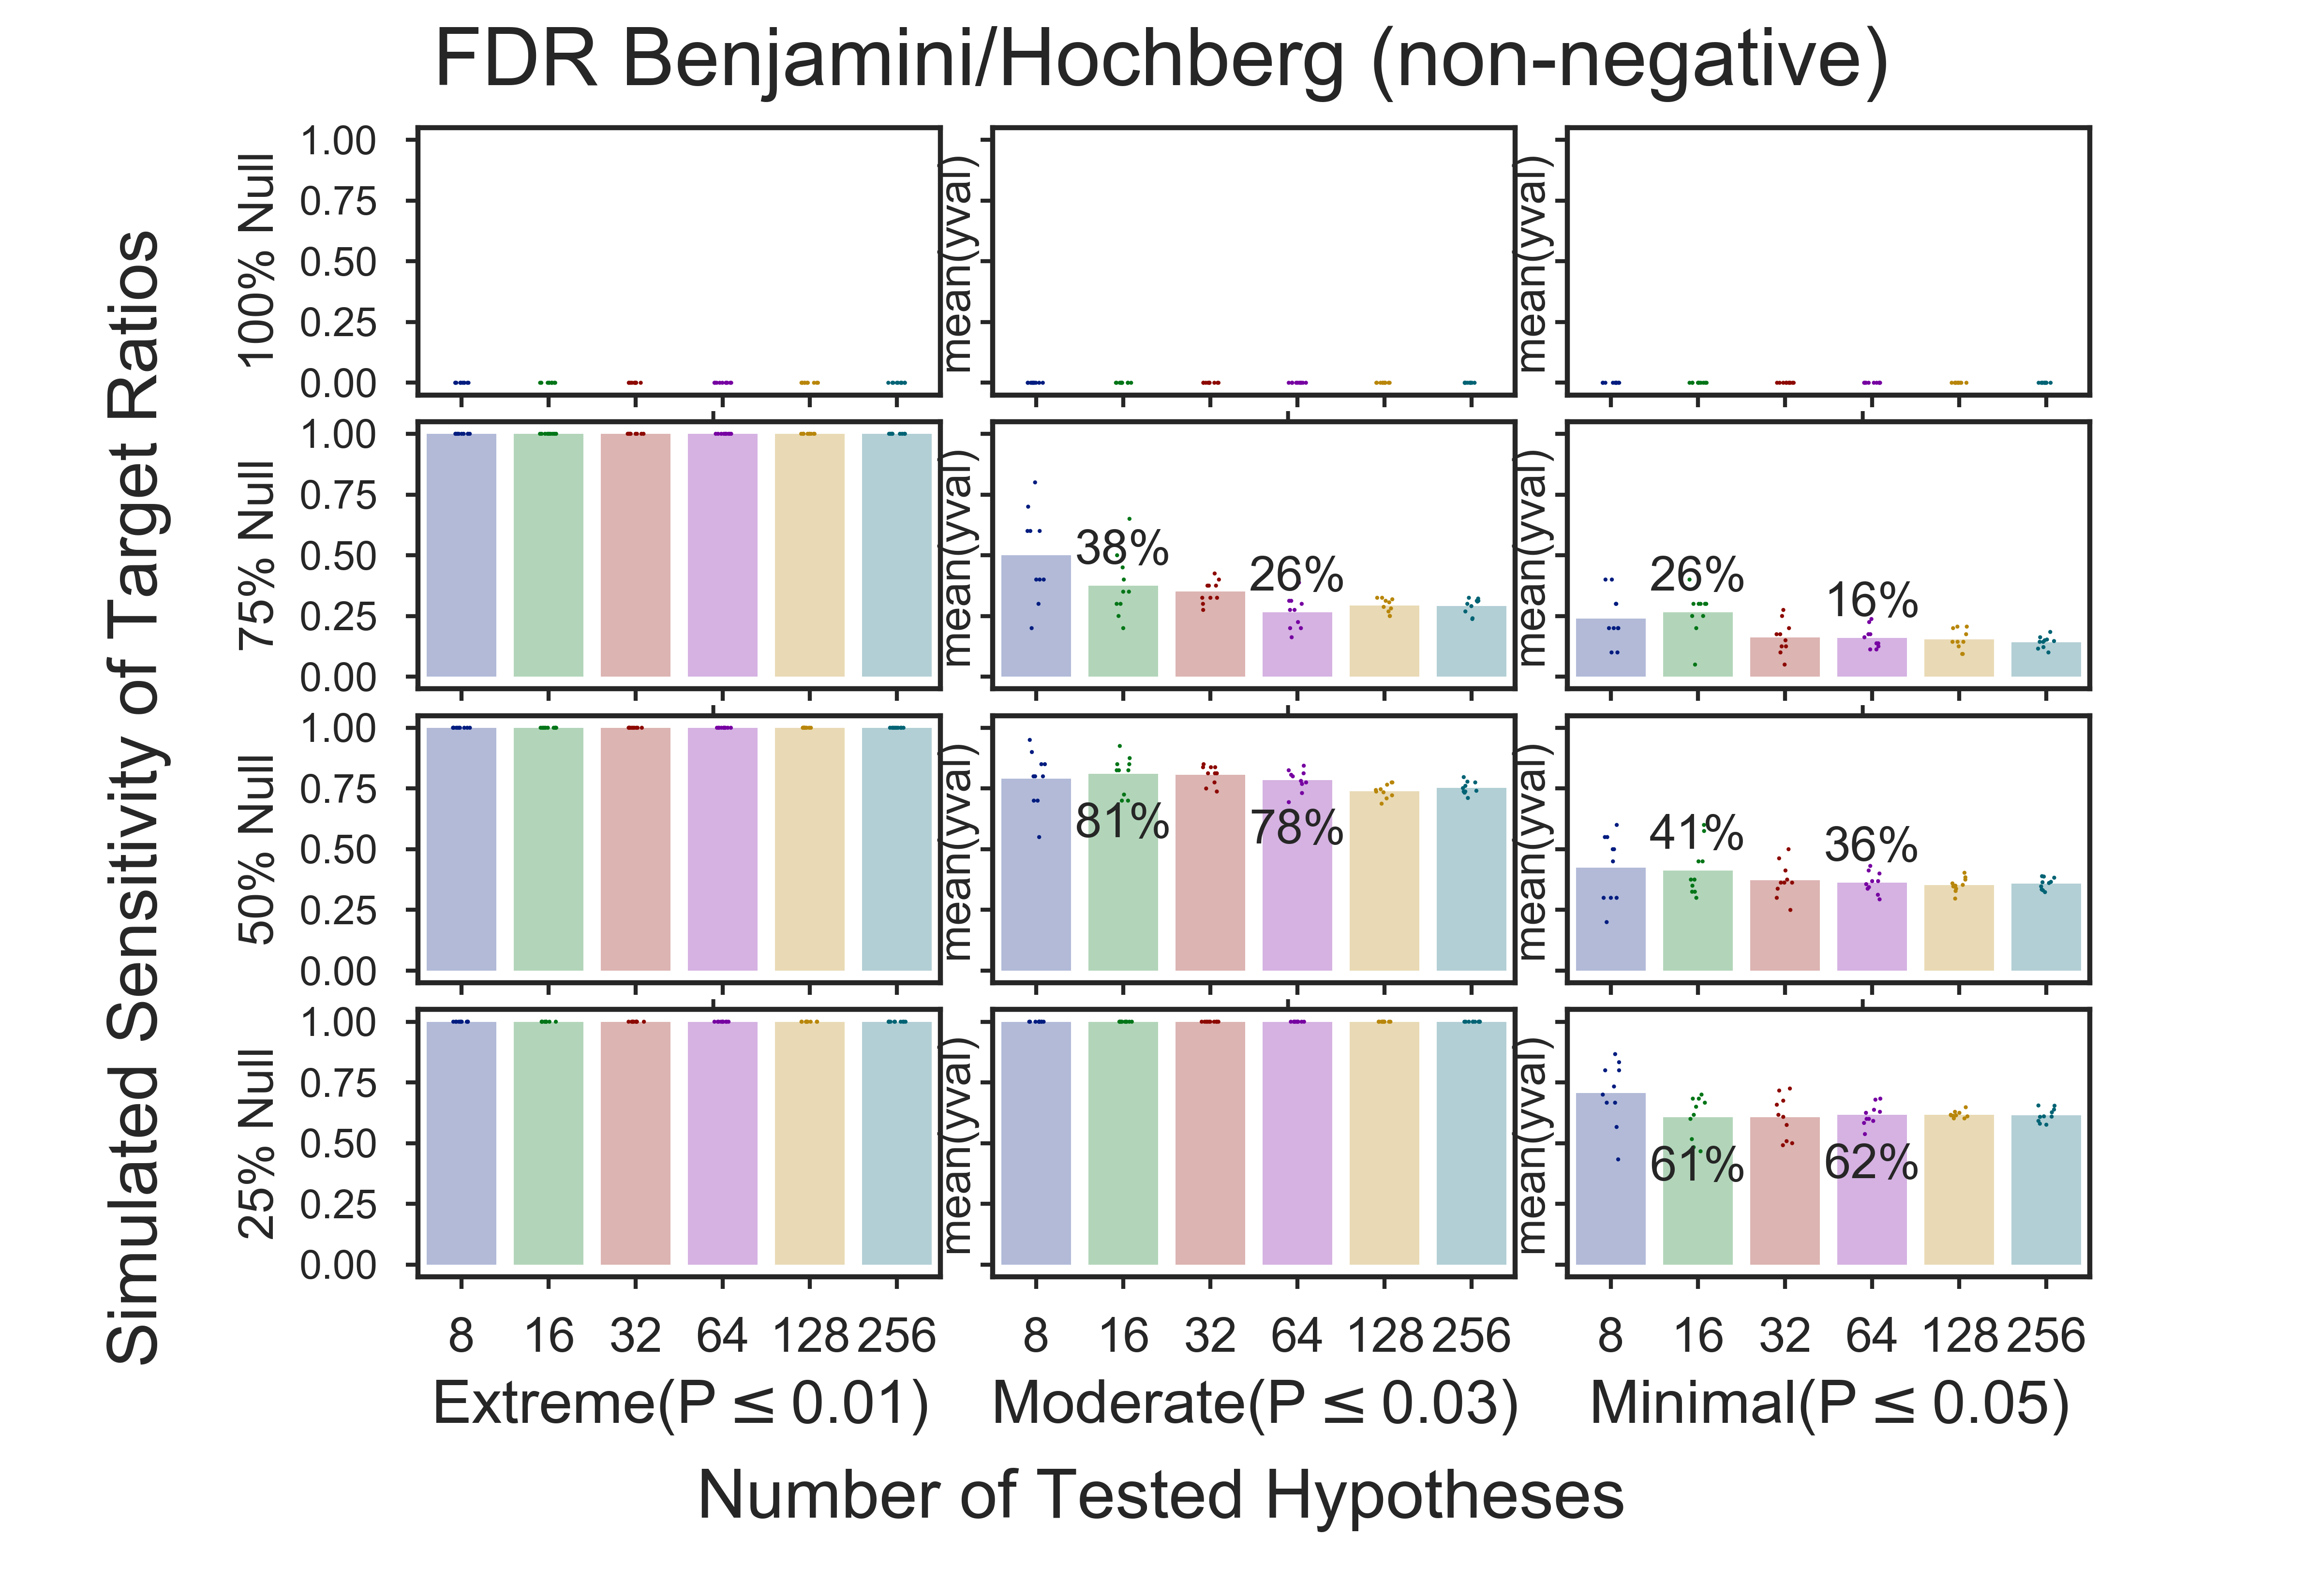 FDR Benjamini/Hochberg (non-negative)
Simulated Sensitivity of Target Ratios
100% Null
1.00
0.75
0.50
0.25
0.00
mean(yval)
mean(yval)
75% Null
1.00
0.75
0.50
0.25
0.00
mean(yval)
38%
26%
mean(yval)
26%
16%
50% Null
1.00
0.75
0.50
0.25
0.00
mean(yval)
81%
78%
mean(yval)
41%
36%
25% Null
1.00
0.75
0.50
0.25
0.00
mean(yval)
mean(yval)
61%
62%
8 16 32 64 128 256
8 16 32 64 128 256
8 16 32 64 128 256
Extreme(P ≤ 0.01)
Moderate(P ≤ 0.03)
Minimal(P ≤ 0.05)
Number of Tested Hypotheses